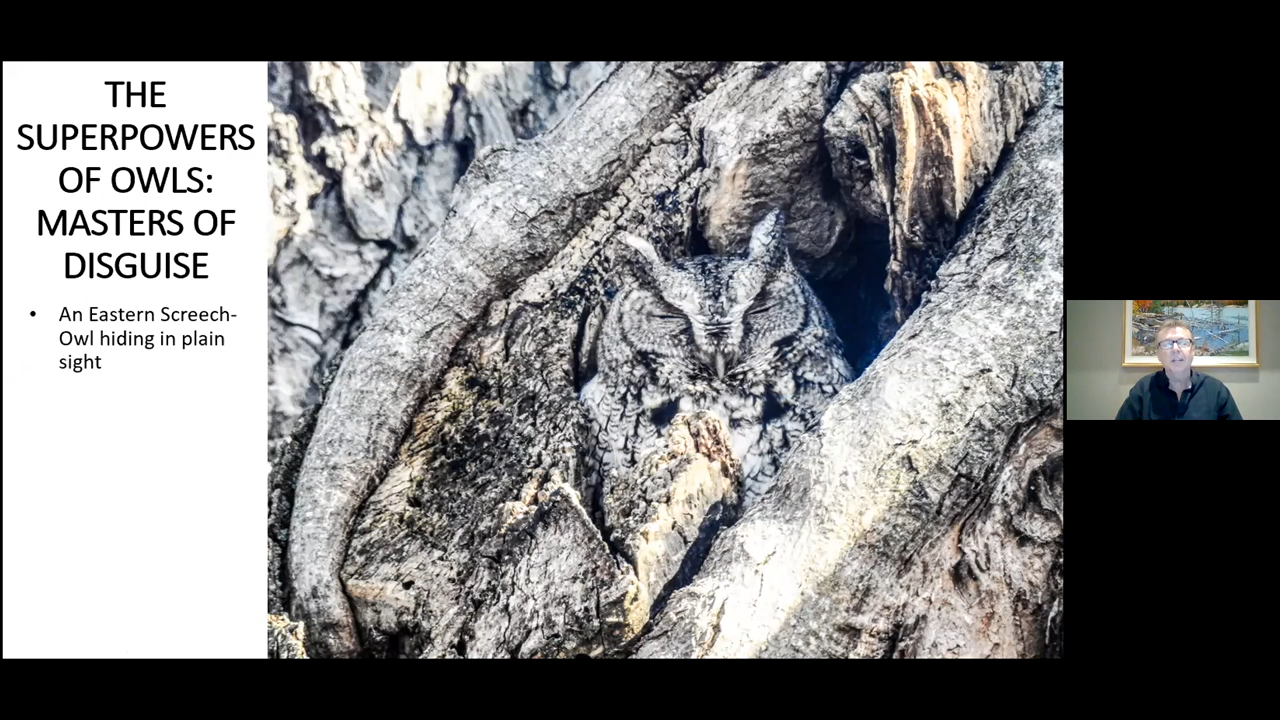 THE
SUPERPOWERS
OF OWLS:
MASTERS OF
DISGUISE
• An Eastern Screech-
Owl hiding in plain
sight